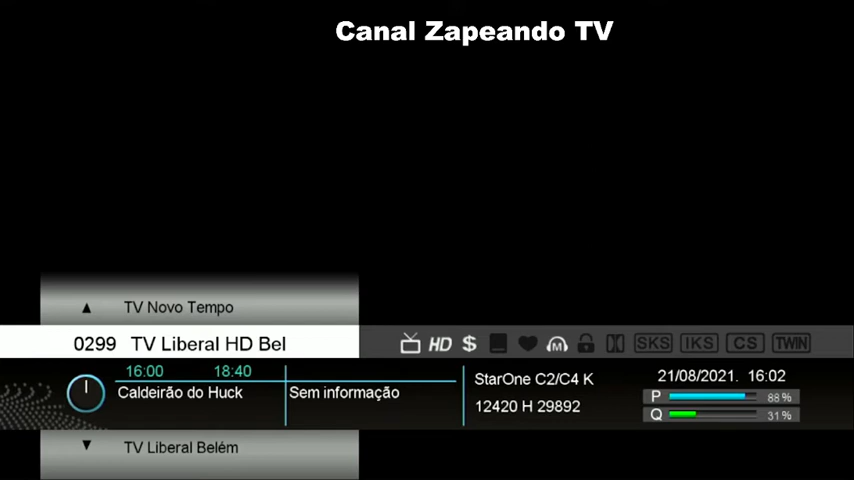 Canal Zapeando TV
▲ TV Novo Tempo
0299 TV Liberal HD Bel
HD $ M SKS IKS CS TWIN
16:00 18:40
Caldeirão do Huck
Sem informação
StarOne C2/C4 K
12420 H 29892
21/08/2021. 16:02
P 88%
Q 31%
▼ TV Liberal Belém